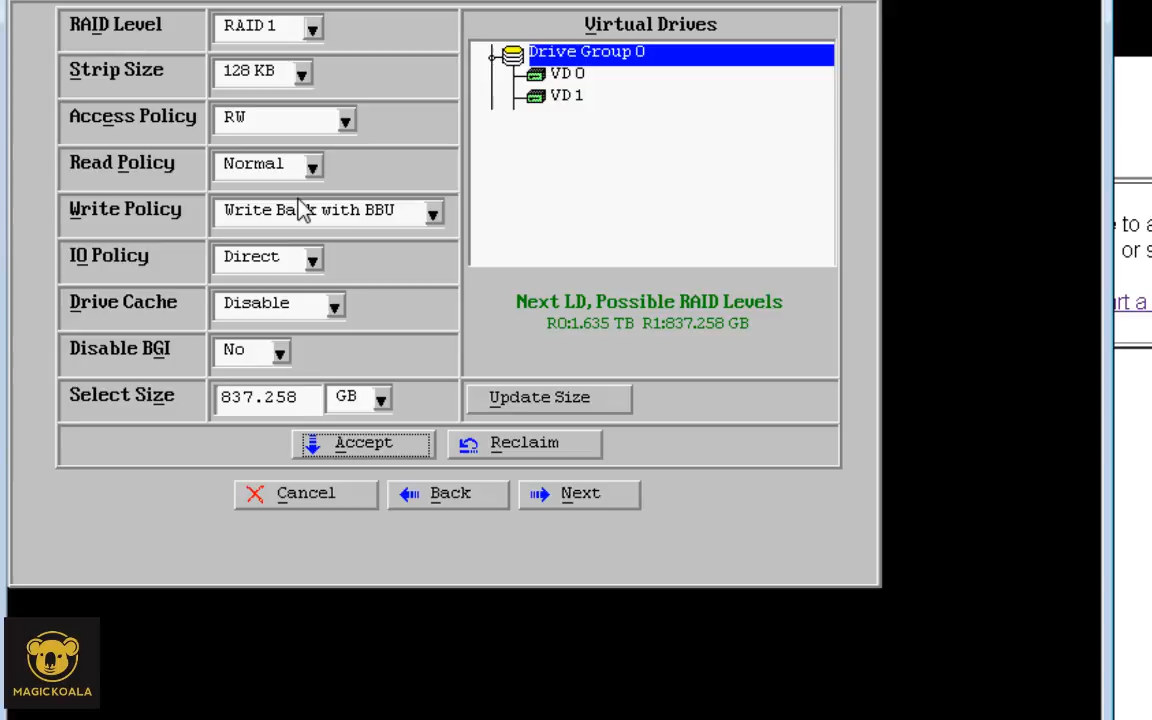 RAID Level RAID 1
Strip Size 128 KB
Access Policy RW
Read Policy Normal
Write Policy Write Back with BBU
IO Policy Direct
Drive Cache Disable
Disable BGI No
Select Size 837.258 GB
Update Size
Virtual Drives
Drive Group 0
VD 0
VD 1
Next LD, Possible RAID Levels
R0:1.635 TB R1:837.258 GB
Accept Reclaim
Cancel Back Next
to a
or s
rt a
MAGICKOALA